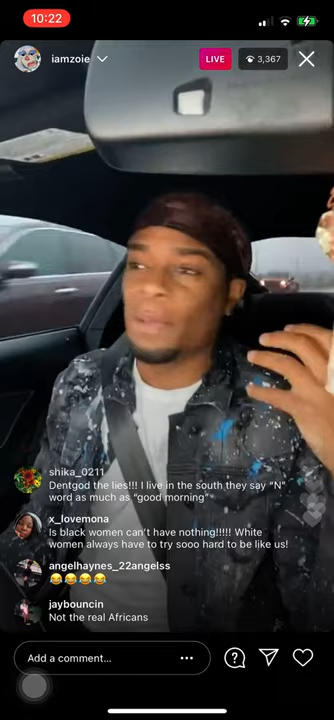 10:22
iamzoie
LIVE
3,367
shika_0211
Dentgod the lies!!! I live in the south they say “N”
word as much as “good morning”
x_lovemona
Is black women can’t have nothing!!!!! White
women always have to try sooo hard to be like us!
angelhaynes_22angelss
😂😂😂😂
jaybouncin
Not the real Africans
Add a comment...